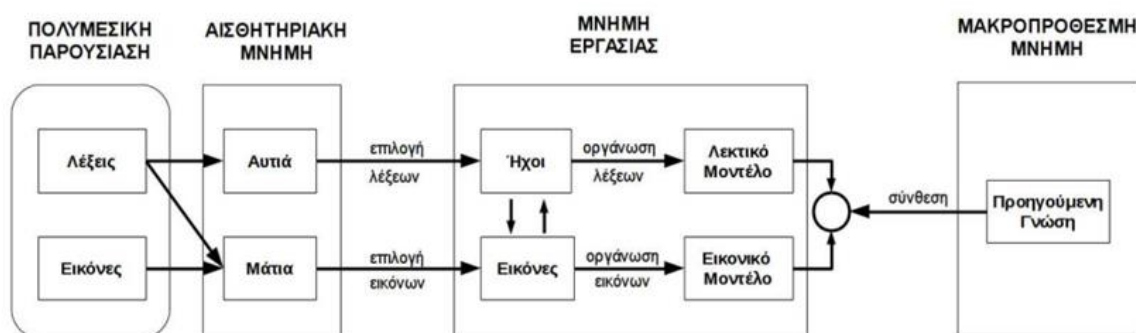 ΠΟΛΥΜΕΣΙΚΗ
ΠΑΡΟΥΣΙΑΣΗ
ΑΙΣΘΗΤΗΡΙΑΚΗ
ΜΝΗΜΗ
ΜΝΗΜΗ
ΕΡΓΑΣΙΑΣ
ΜΑΚΡΟΠΡΟΘΕΣΜΗ
ΜΝΗΜΗ
Λέξεις
Αυτιά
επιλογή
λέξεων
Ήχοι
οργάνωση
λέξεων
Λεκτικό
Μοντέλο
σύνθεση
Προηγούμενη
Γνώση
Εικόνες
Μάτια
επιλογή
εικόνων
Εικόνες
οργάνωση
εικόνων
Εικονικό
Μοντέλο